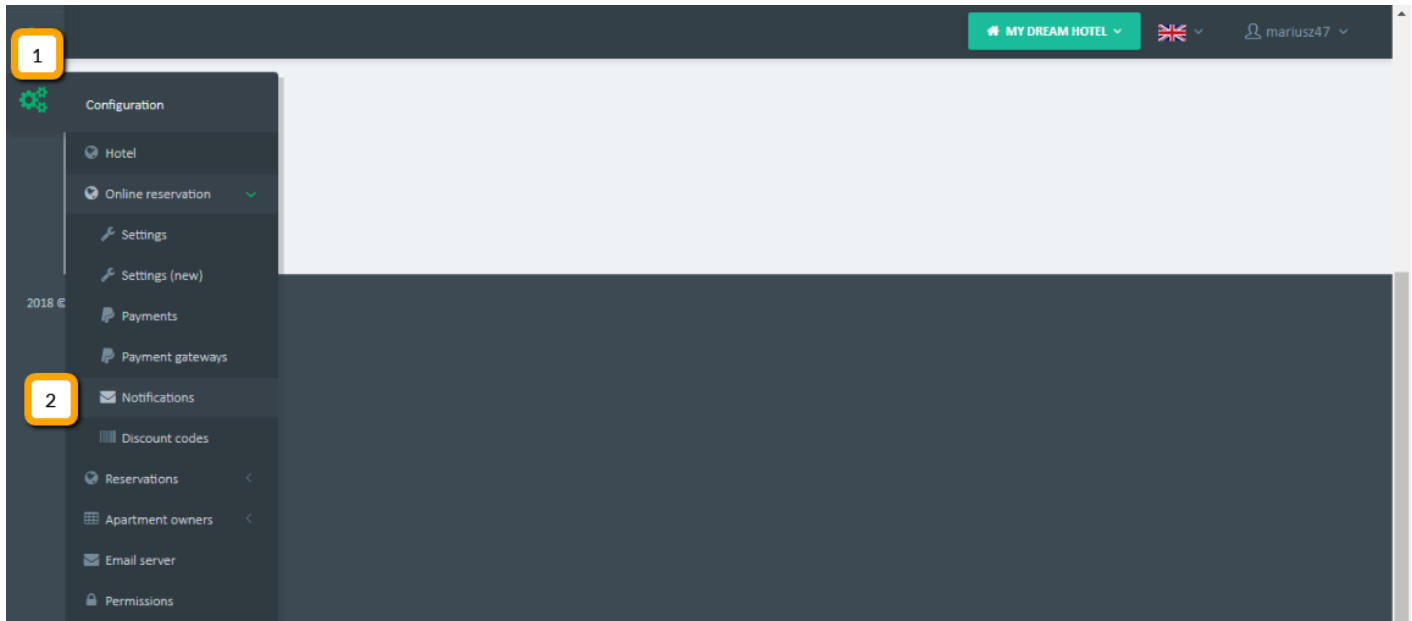 MY DREAM HOTEL
mariusz47
1
Configuration
Hotel
Online reservation
Settings
Settings (new)
2018 ©
Payments
Payment gateways
2
Notifications
Discount codes
Reservations
Apartment owners
Email server
Permissions